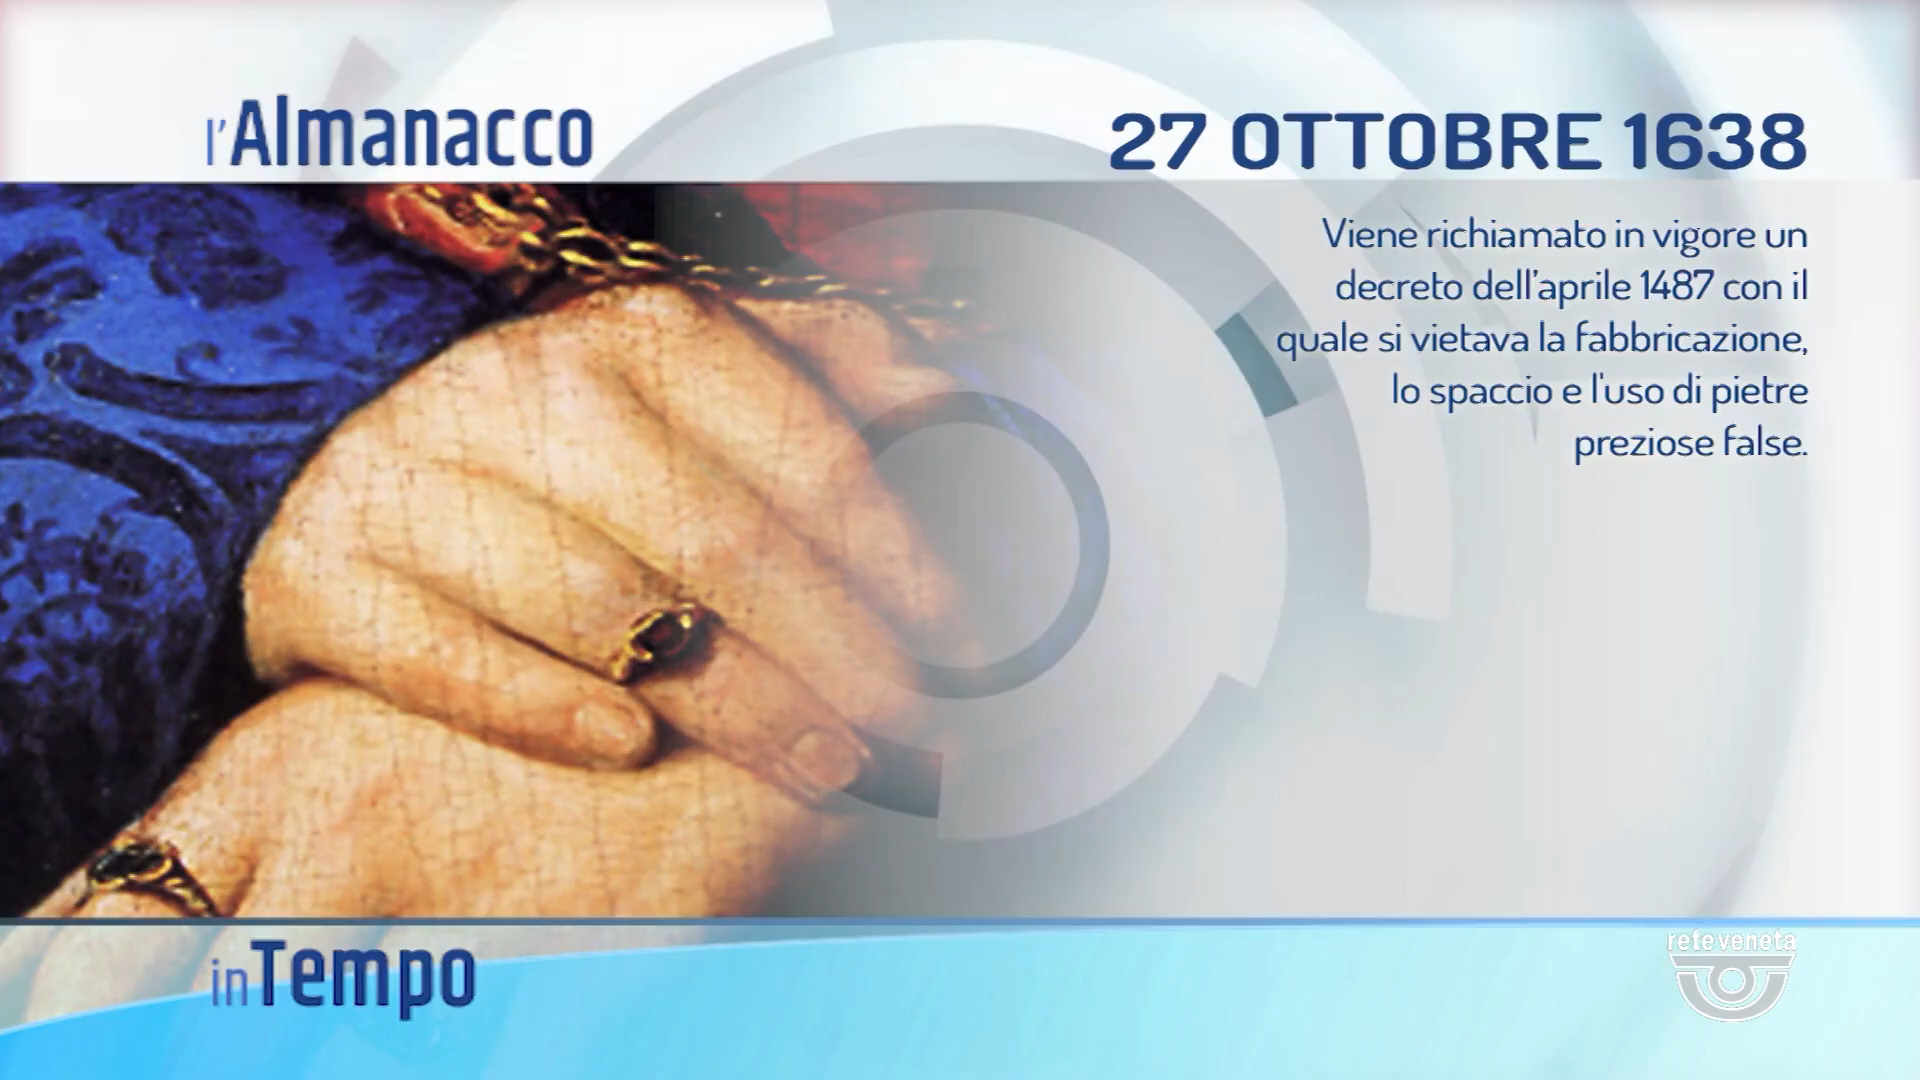 l'Almanacco
27 OTTOBRE 1638
Viene richiamato in vigore un
decreto dell'aprile 1487 con il
quale si vietava la fabbricazione,
lo spaccio e l'uso di pietre
preziose false.
inTempo
reteveneta